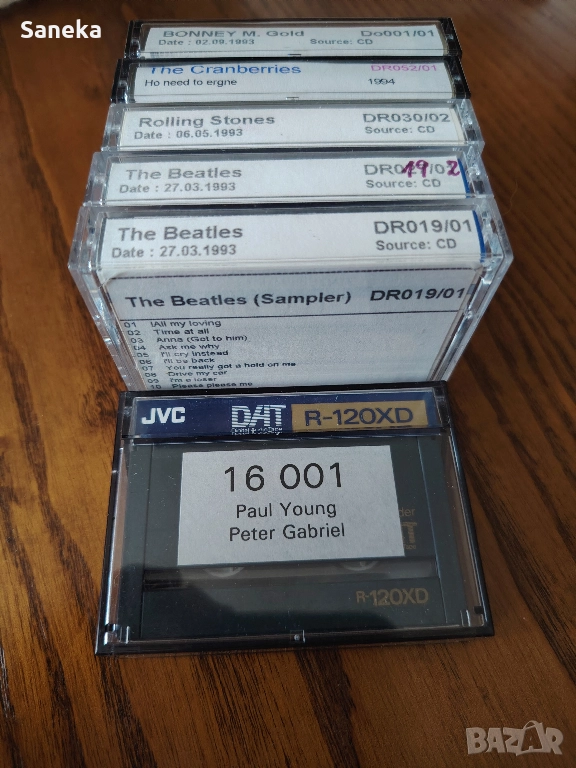 Saneka
BONNEY M. Gold Do001/01
Date : 02.09.1993 Source: CD
The Cranberries DR052/01
Ho need to ergne 1994
Rolling Stones DR030/02
Date : 06.05.1993 Source: CD
The Beatles DR019/02
Date : 27.03.1993 Source: CD
The Beatles DR019/01
Date : 27.03.1993 Source: CD
The Beatles (Sampler) DR019/01
01 !All my loving
02 Time at all
03 Anna (Got to him)
04 Ask me why
05 I'll cry instead
06 I'll be back
07 You really got a hold on me
08 Drive my car
09 I'm a loser
10 Please please me
JVC DAT R-120XD
16 001
Paul Young
Peter Gabriel
R-120XD
BAZAR